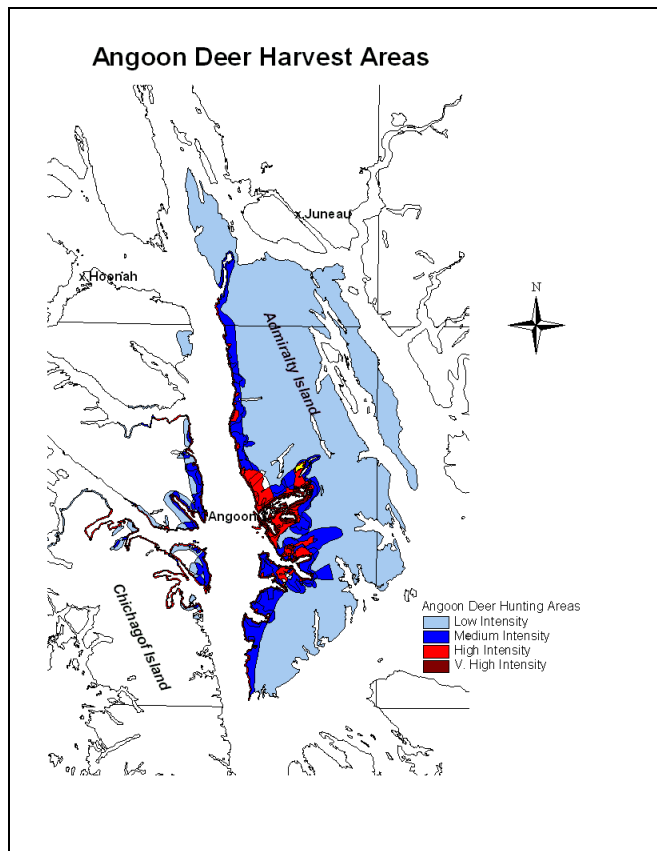 Angoon Deer Harvest Areas
x Juneau
x Hoonah
N
Admiralty Island
Angoon
Chichagof Island
Angoon Deer Hunting Areas
Low Intensity
Medium Intensity
High Intensity
V. High Intensity